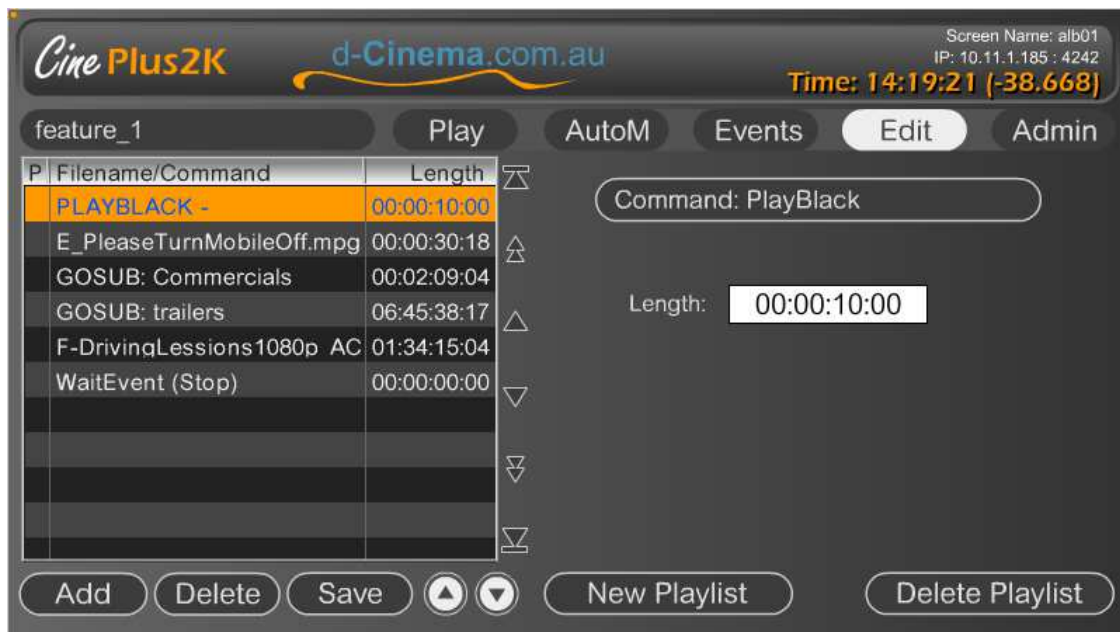 Cine Plus2K
d-Cinema.com.au
Screen Name: alb01
IP: 10.11.1.185 : 4242
Time: 14:19:21 (-38.668)
feature_1
Play
AutoM
Events
Edit
Admin
P Filename/Command Length
PLAYBLACK - 00:00:10:00
E_PleaseTurnMobileOff.mpg 00:00:30:18
GOSUB: Commercials 00:02:09:04
GOSUB: trailers 06:45:38:17
F-DrivingLessions1080p AC 01:34:15:04
WaitEvent (Stop) 00:00:00:00
Command: PlayBlack
Length: 00:00:10:00
Add
Delete
Save
New Playlist
Delete Playlist